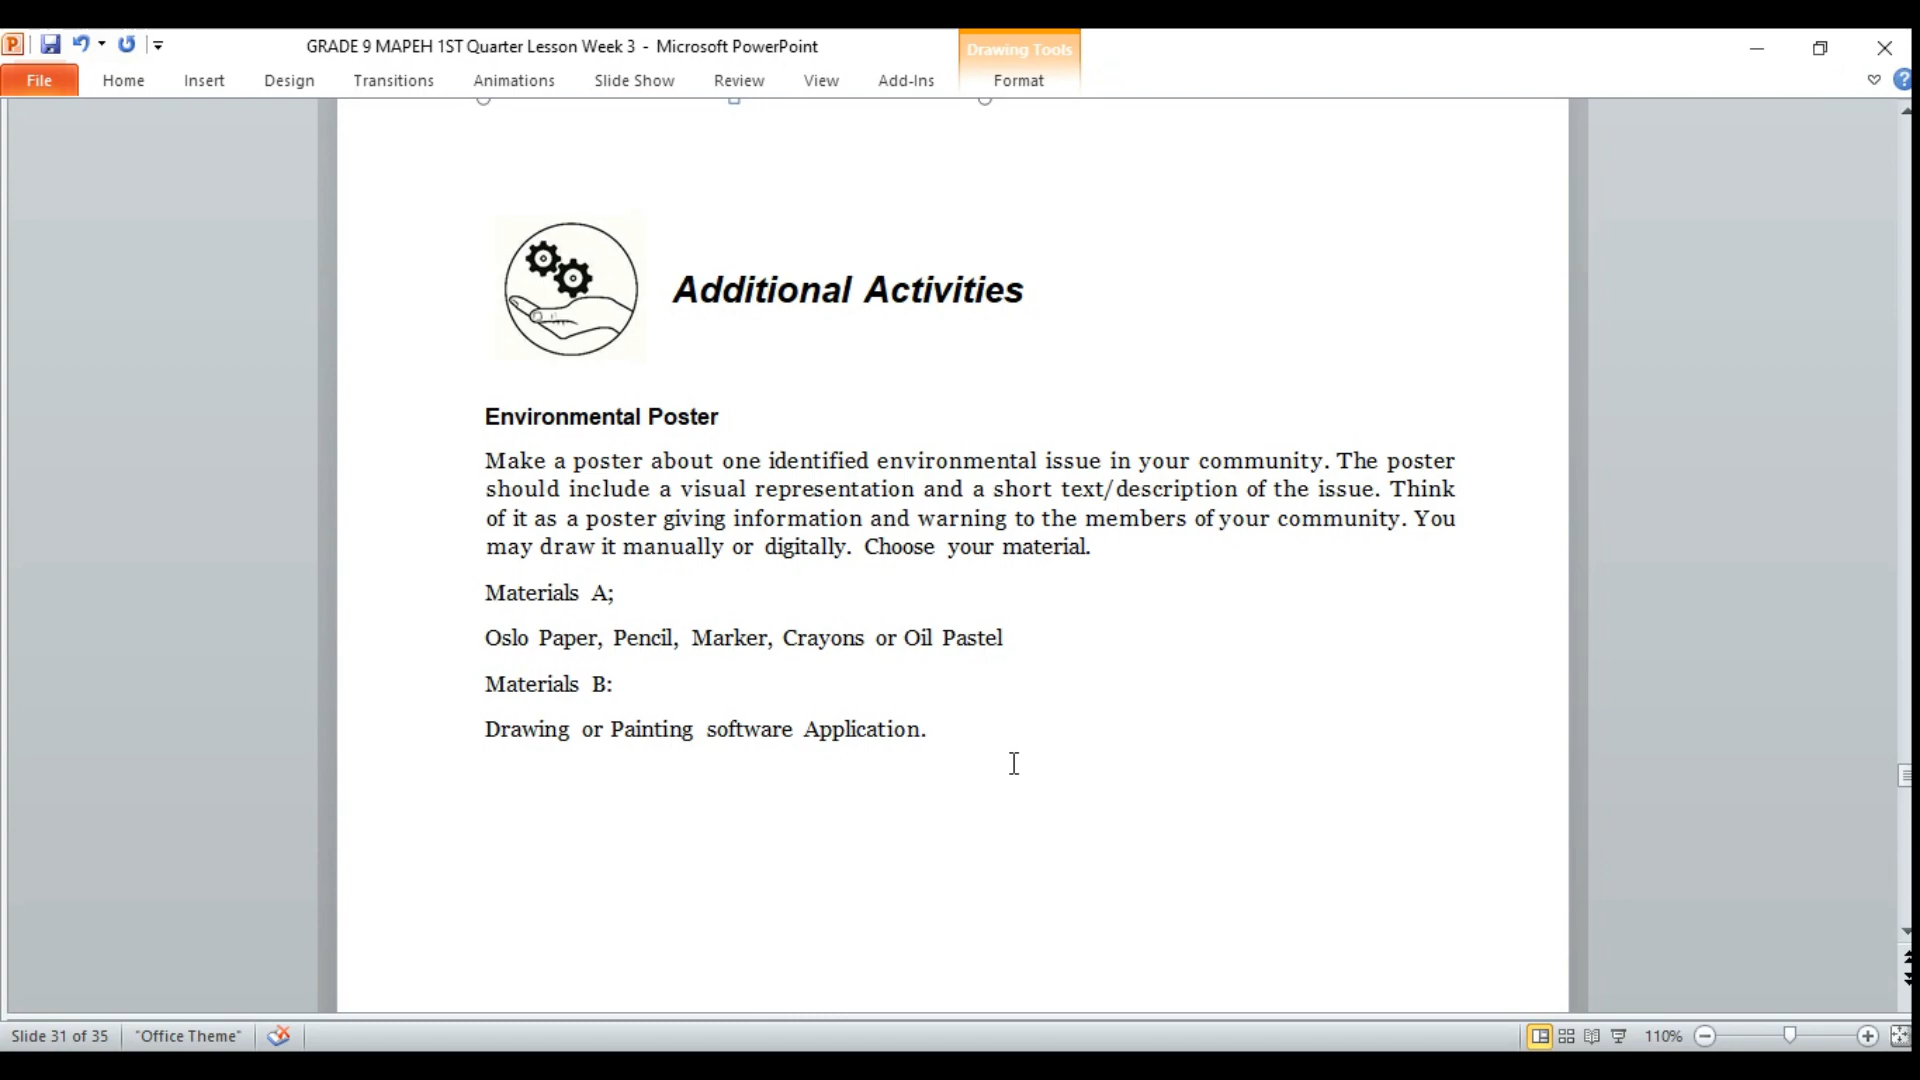 GRADE 9 MAPEH 1ST Quarter Lesson Week 3 - Microsoft PowerPoint
Drawing Tools
File Home Insert Design Transitions Animations Slide Show Review View Add-Ins Format
Additional Activities
Environmental Poster
Make a poster about one identified environmental issue in your community. The poster
should include a visual representation and a short text/description of the issue. Think
of it as a poster giving information and warning to the members of your community. You
may draw it manually or digitally. Choose your material.
Materials A;
Oslo Paper, Pencil, Marker, Crayons or Oil Pastel
Materials B:
Drawing or Painting software Application.
Slide 31 of 35 "Office Theme" 110%